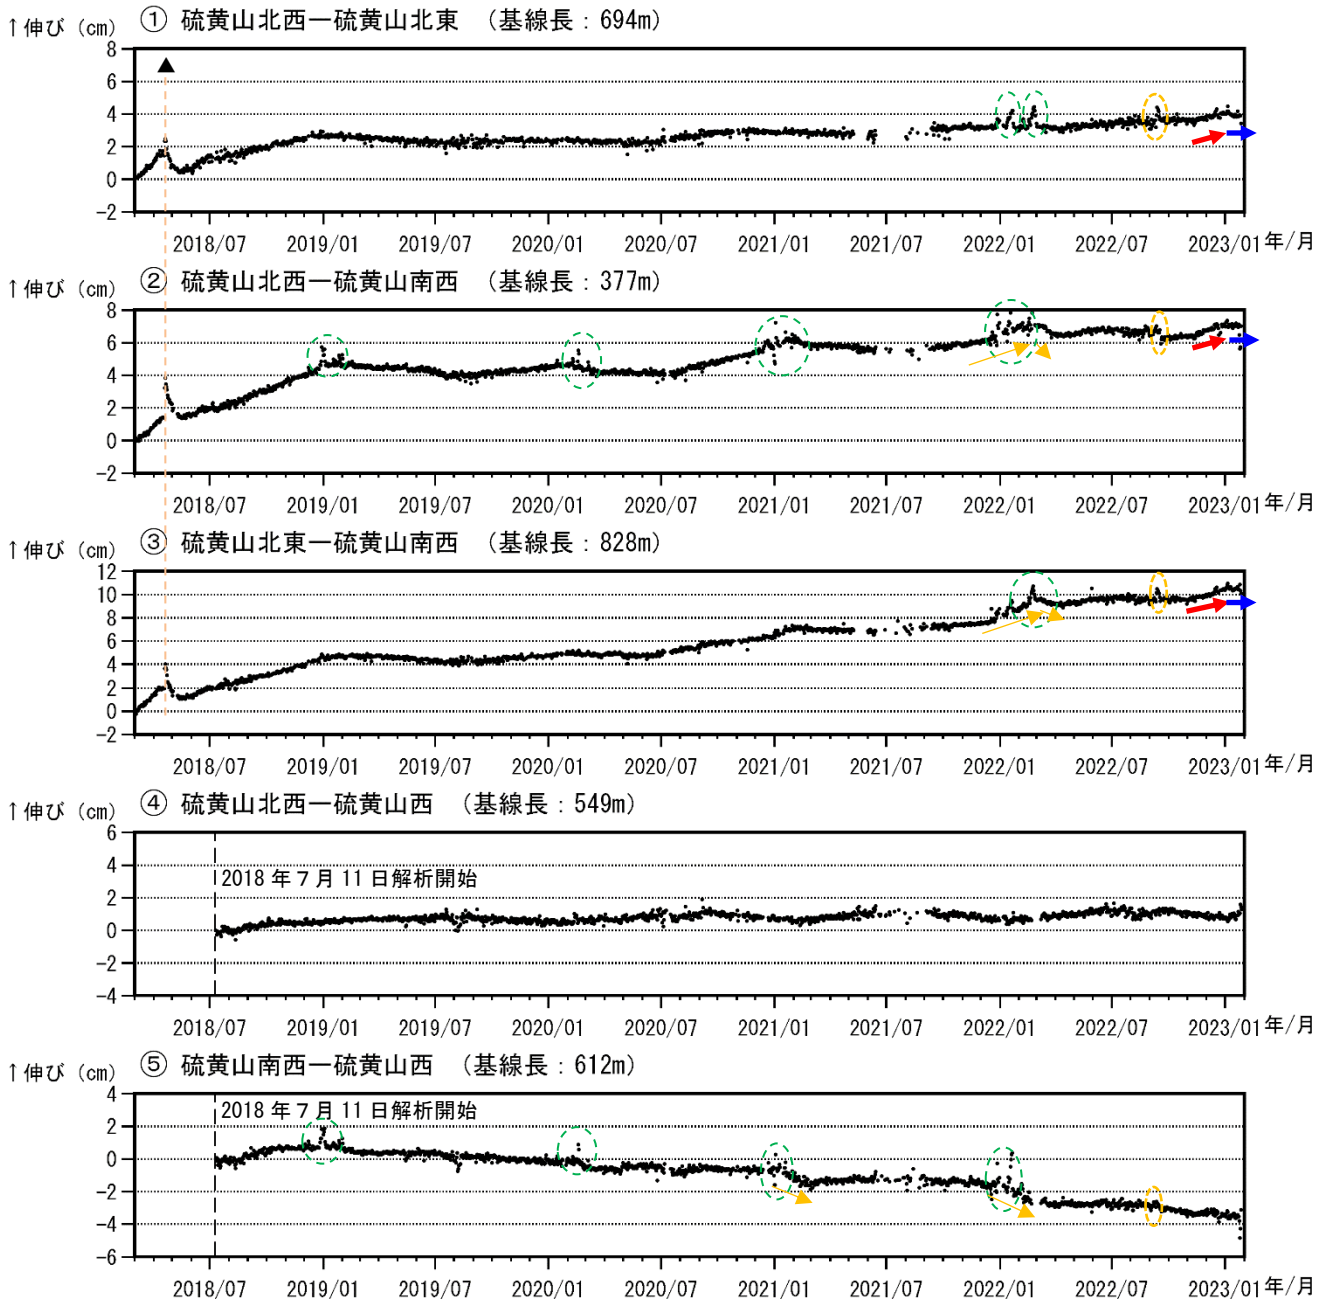 ① 硫黄山北西－硫黄山北東 (基線長：694m)
↑伸び (cm)
8
6
4
2
0
-2
2018/07 2019/01 2019/07 2020/01 2020/07 2021/01 2021/07 2022/01 2022/07 2023/01 年/月
② 硫黄山北西－硫黄山南西 (基線長：377m)
↑伸び (cm)
8
6
4
2
0
-2
2018/07 2019/01 2019/07 2020/01 2020/07 2021/01 2021/07 2022/01 2022/07 2023/01 年/月
③ 硫黄山北東－硫黄山南西 (基線長：828m)
↑伸び (cm)
12
10
8
6
4
2
0
-2
2018/07 2019/01 2019/07 2020/01 2020/07 2021/01 2021/07 2022/01 2022/07 2023/01 年/月
④ 硫黄山北西－硫黄山西 (基線長：549m)
↑伸び (cm)
6
4
2
0
-2
-4
2018 年 7 月 11 日解析開始
2018/07 2019/01 2019/07 2020/01 2020/07 2021/01 2021/07 2022/01 2022/07 2023/01 年/月
⑤ 硫黄山南西－硫黄山西 (基線長：612m)
↑伸び (cm)
4
2
0
-2
-4
-6
2018 年 7 月 11 日解析開始
2018/07 2019/01 2019/07 2020/01 2020/07 2021/01 2021/07 2022/01 2022/07 2023/01 年/月